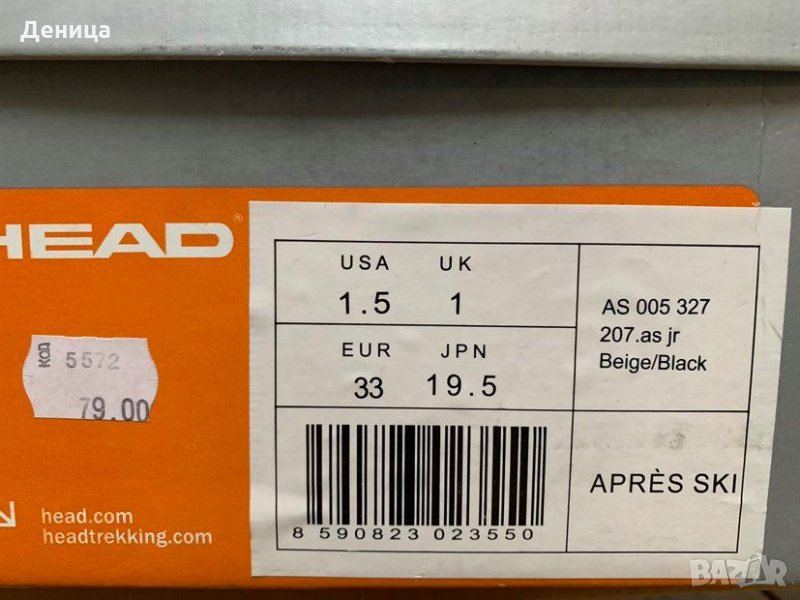 Деница
HEAD®
код 5572
79.00
head.com
headtrekking.com
USA UK
1.5 1
EUR JPN
33 19.5
AS 005 327
207.as jr
Beige/Black
8 590823 023550
APRÈS SKI
BAZAR